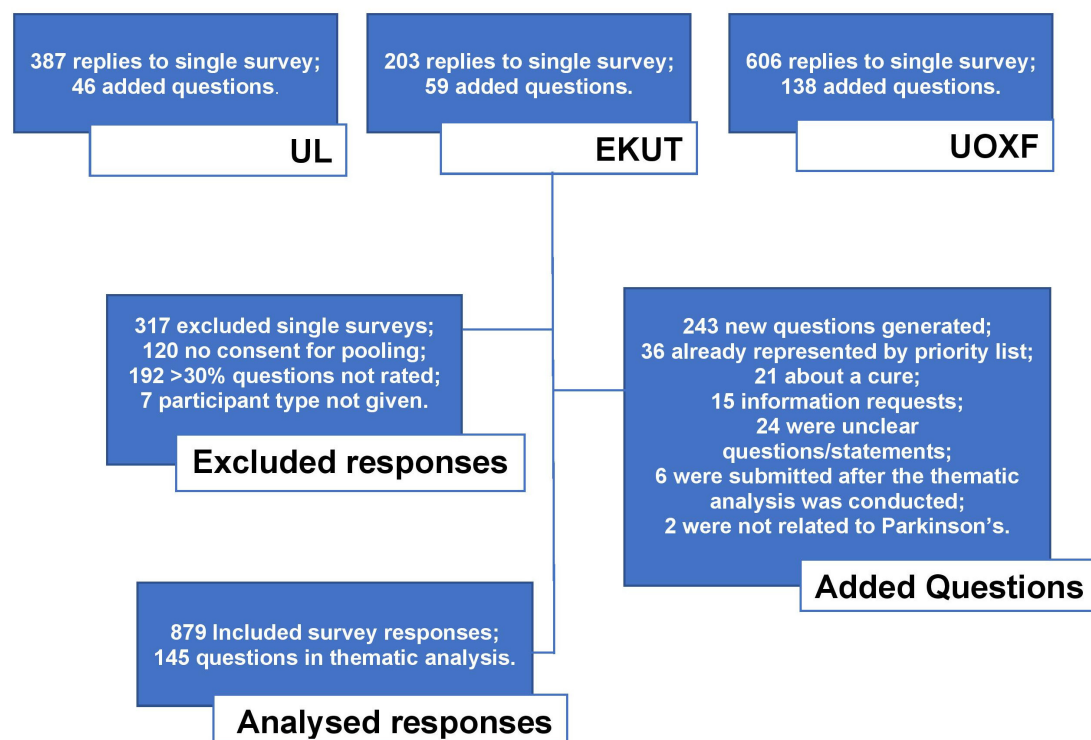 387 replies to single survey;
46 added questions.
UL
203 replies to single survey;
59 added questions.
EKUT
606 replies to single survey;
138 added questions.
UOXF
317 excluded single surveys;
120 no consent for pooling;
192 >30% questions not rated;
7 participant type not given.
Excluded responses
243 new questions generated;
36 already represented by priority list;
21 about a cure;
15 information requests;
24 were unclear
questions/statements;
6 were submitted after the thematic
analysis was conducted;
2 were not related to Parkinson's.
Added Questions
879 Included survey responses;
145 questions in thematic analysis.
Analysed responses